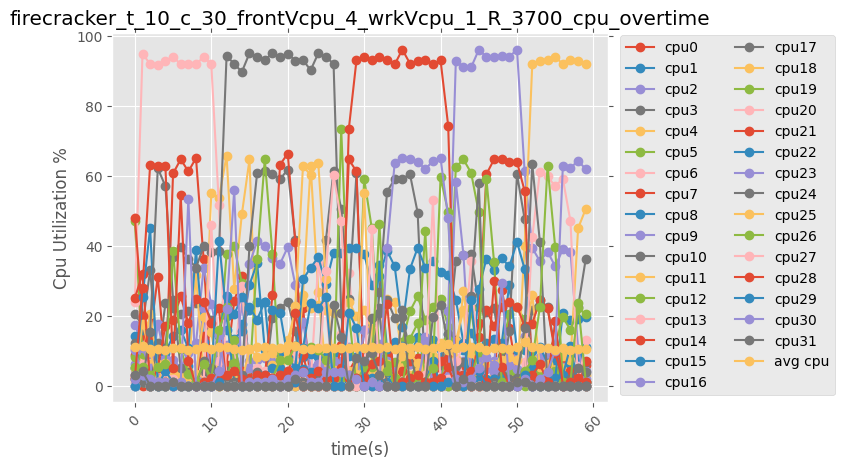 firecracker_t_10_c_30_frontVcpu_4_wrkVcpu_1_R_3700_cpu_overtime
Cpu Utilization %
100
80
60
40
20
0
0
10
20
30
40
50
60
time(s)
cpu0
cpu1
cpu2
cpu3
cpu4
cpu5
cpu6
cpu7
cpu8
cpu9
cpu10
cpu11
cpu12
cpu13
cpu14
cpu15
cpu16
cpu17
cpu18
cpu19
cpu20
cpu21
cpu22
cpu23
cpu24
cpu25
cpu26
cpu27
cpu28
cpu29
cpu30
cpu31
avg cpu